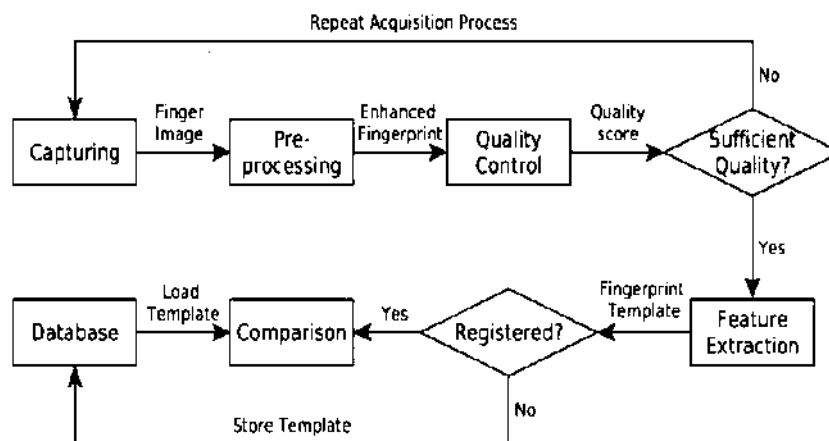 Repeat Acquisition Process
No
Finger
Image
Enhanced
Fingerprint
Quality
score
Capturing
Pre-
processing
Quality
Control
Sufficient
Quality?
Yes
Load
Template
Fingerprint
Template
Database
Comparison
Yes
Registered?
Feature
Extraction
Store Template
No